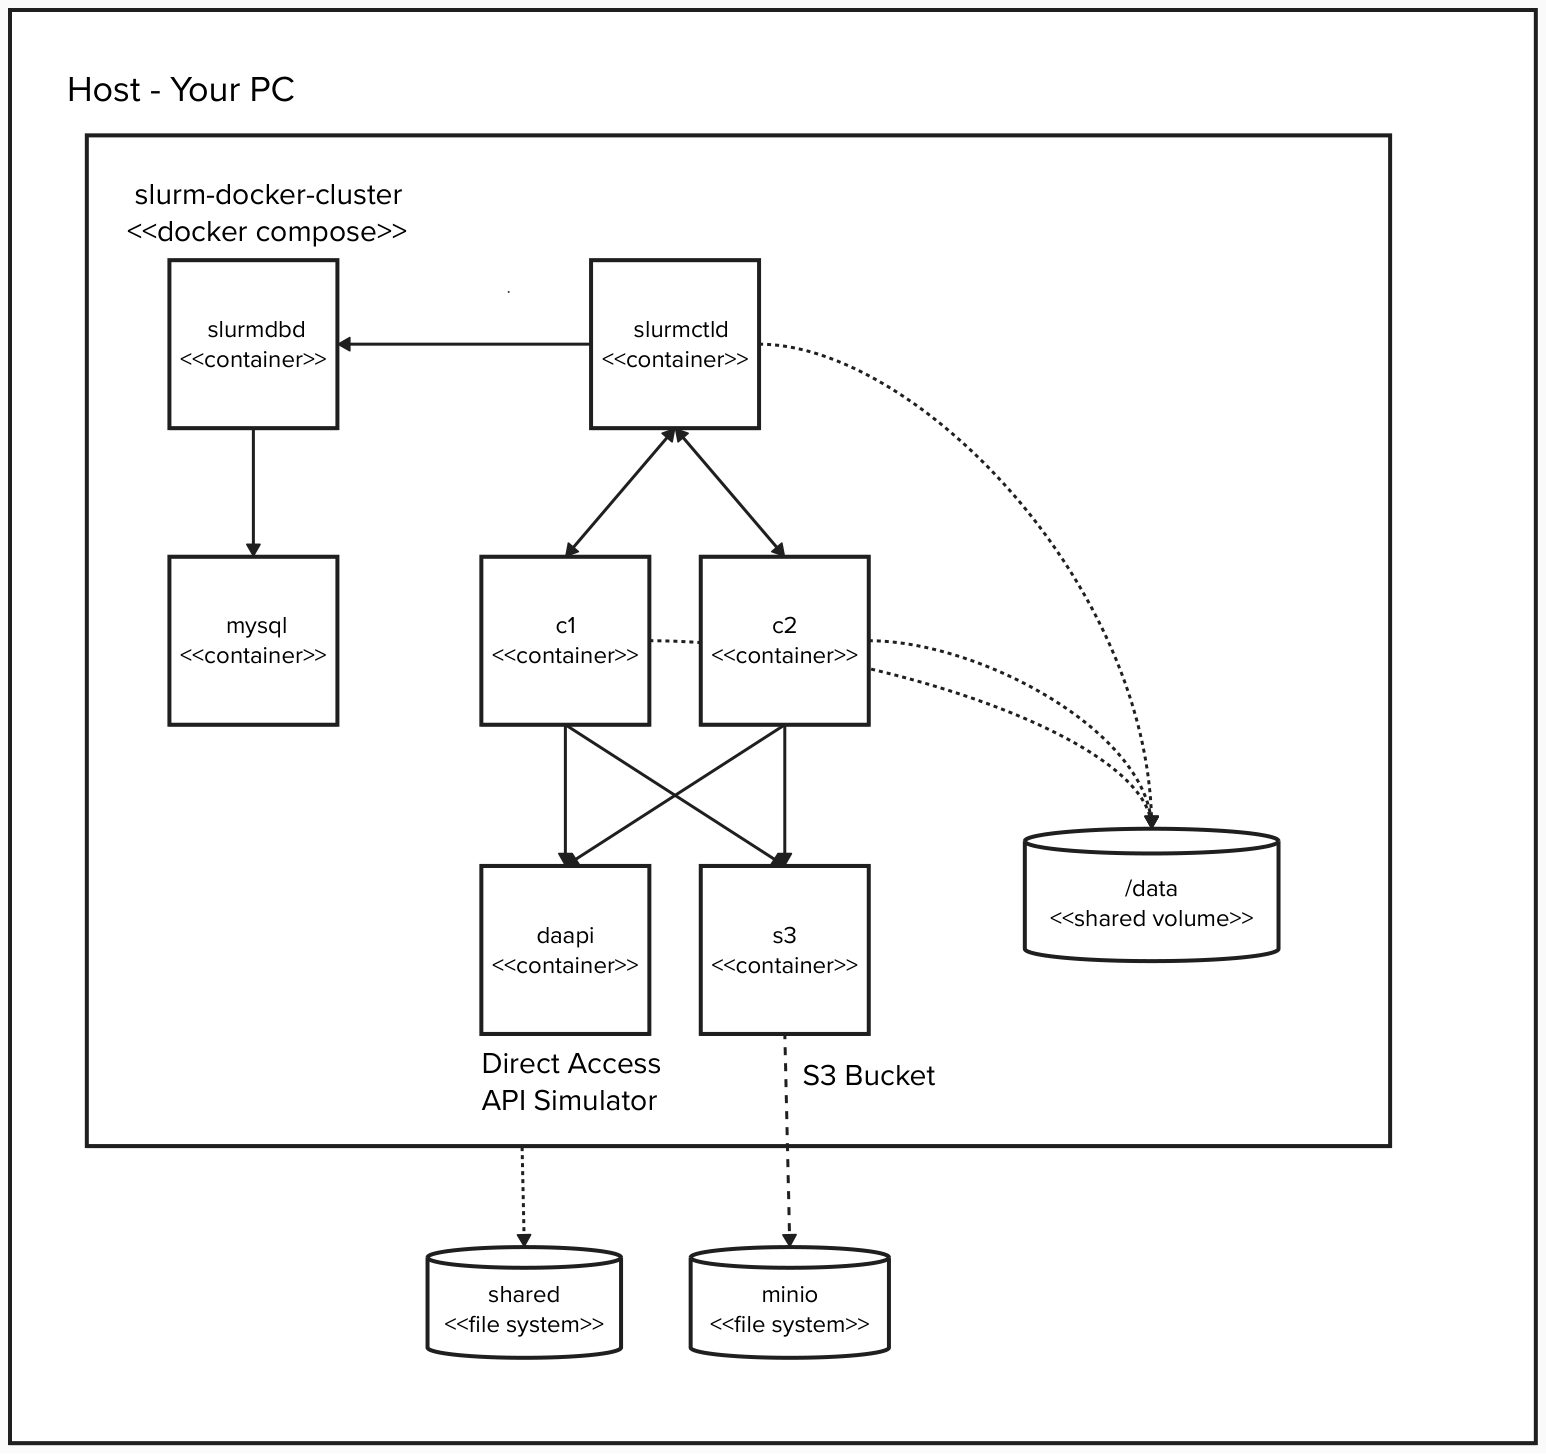 Host - Your PC
slurm-docker-cluster
<<docker compose>>
slurmdbd
<<container>>
slurmctld
<<container>>
mysql
<<container>>
c1
<<container>>
c2
<<container>>
/data
<<shared volume>>
daapi
<<container>>
s3
<<container>>
Direct Access
API Simulator
S3 Bucket
shared
<<file system>>
minio
<<file system>>